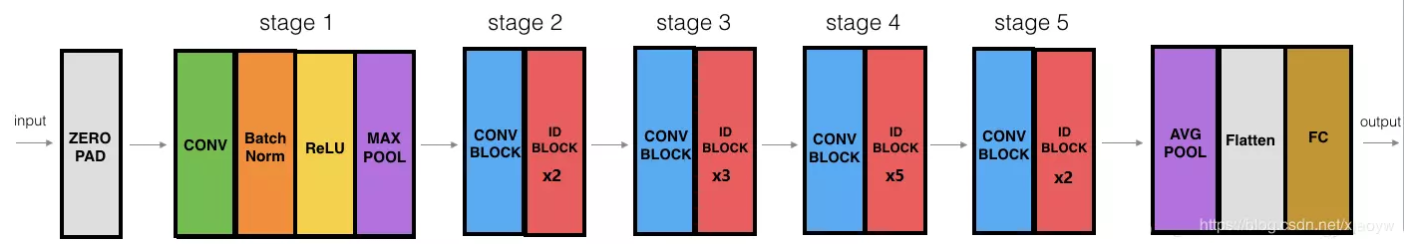 stage 1
stage 2
stage 3
stage 4
stage 5
input
ZERO
PAD
CONV
Batch
Norm
ReLU
MAX
POOL
CONV
BLOCK
ID
BLOCK
x2
CONV
BLOCK
ID
BLOCK
x3
CONV
BLOCK
ID
BLOCK
x5
CONV
BLOCK
ID
BLOCK
x2
AVG
POOL
Flatten
FC
output